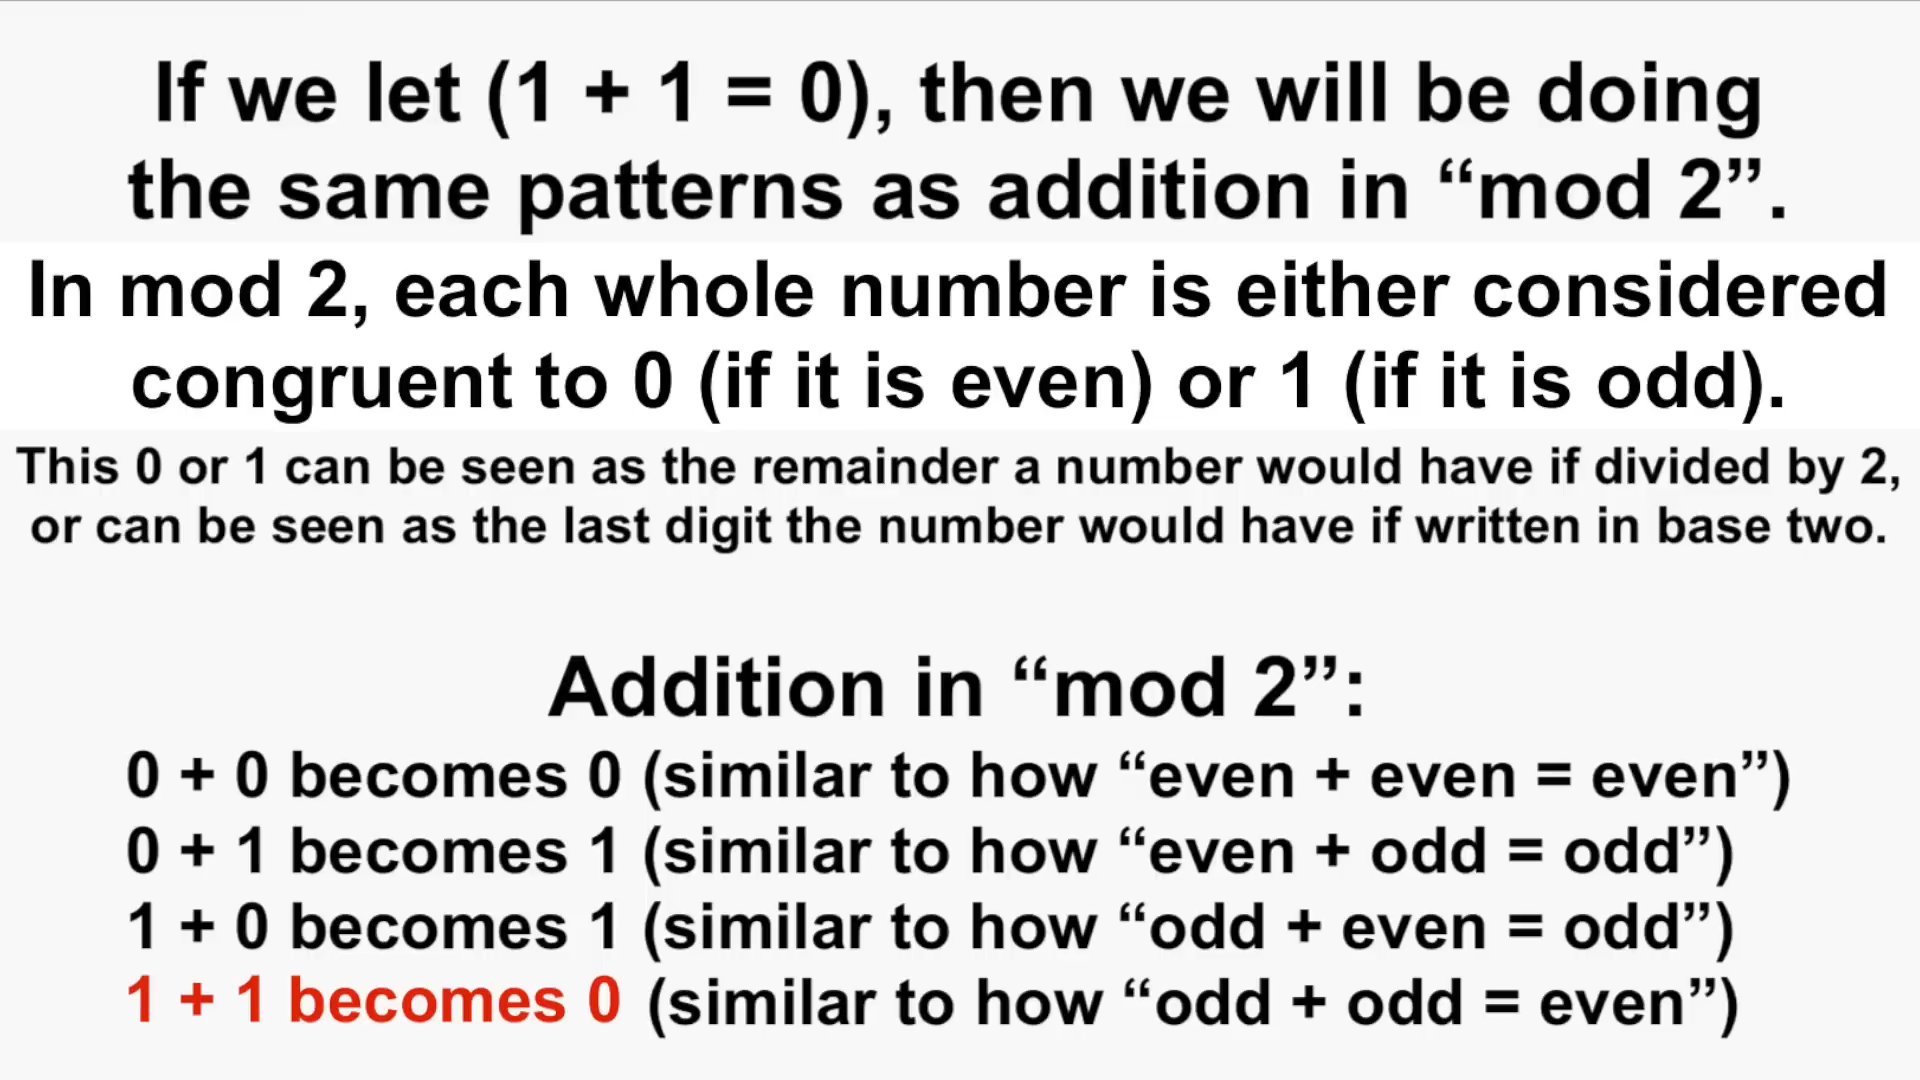 If we let (1 + 1 = 0), then we will be doing
the same patterns as addition in “mod 2”.
In mod 2, each whole number is either considered
congruent to 0 (if it is even) or 1 (if it is odd).
This 0 or 1 can be seen as the remainder a number would have if divided by 2,
or can be seen as the last digit the number would have if written in base two.
Addition in “mod 2”:
0 + 0 becomes 0 (similar to how “even + even = even”)
0 + 1 becomes 1 (similar to how “even + odd = odd”)
1 + 0 becomes 1 (similar to how “odd + even = odd”)
1 + 1 becomes 0 (similar to how “odd + odd = even”)